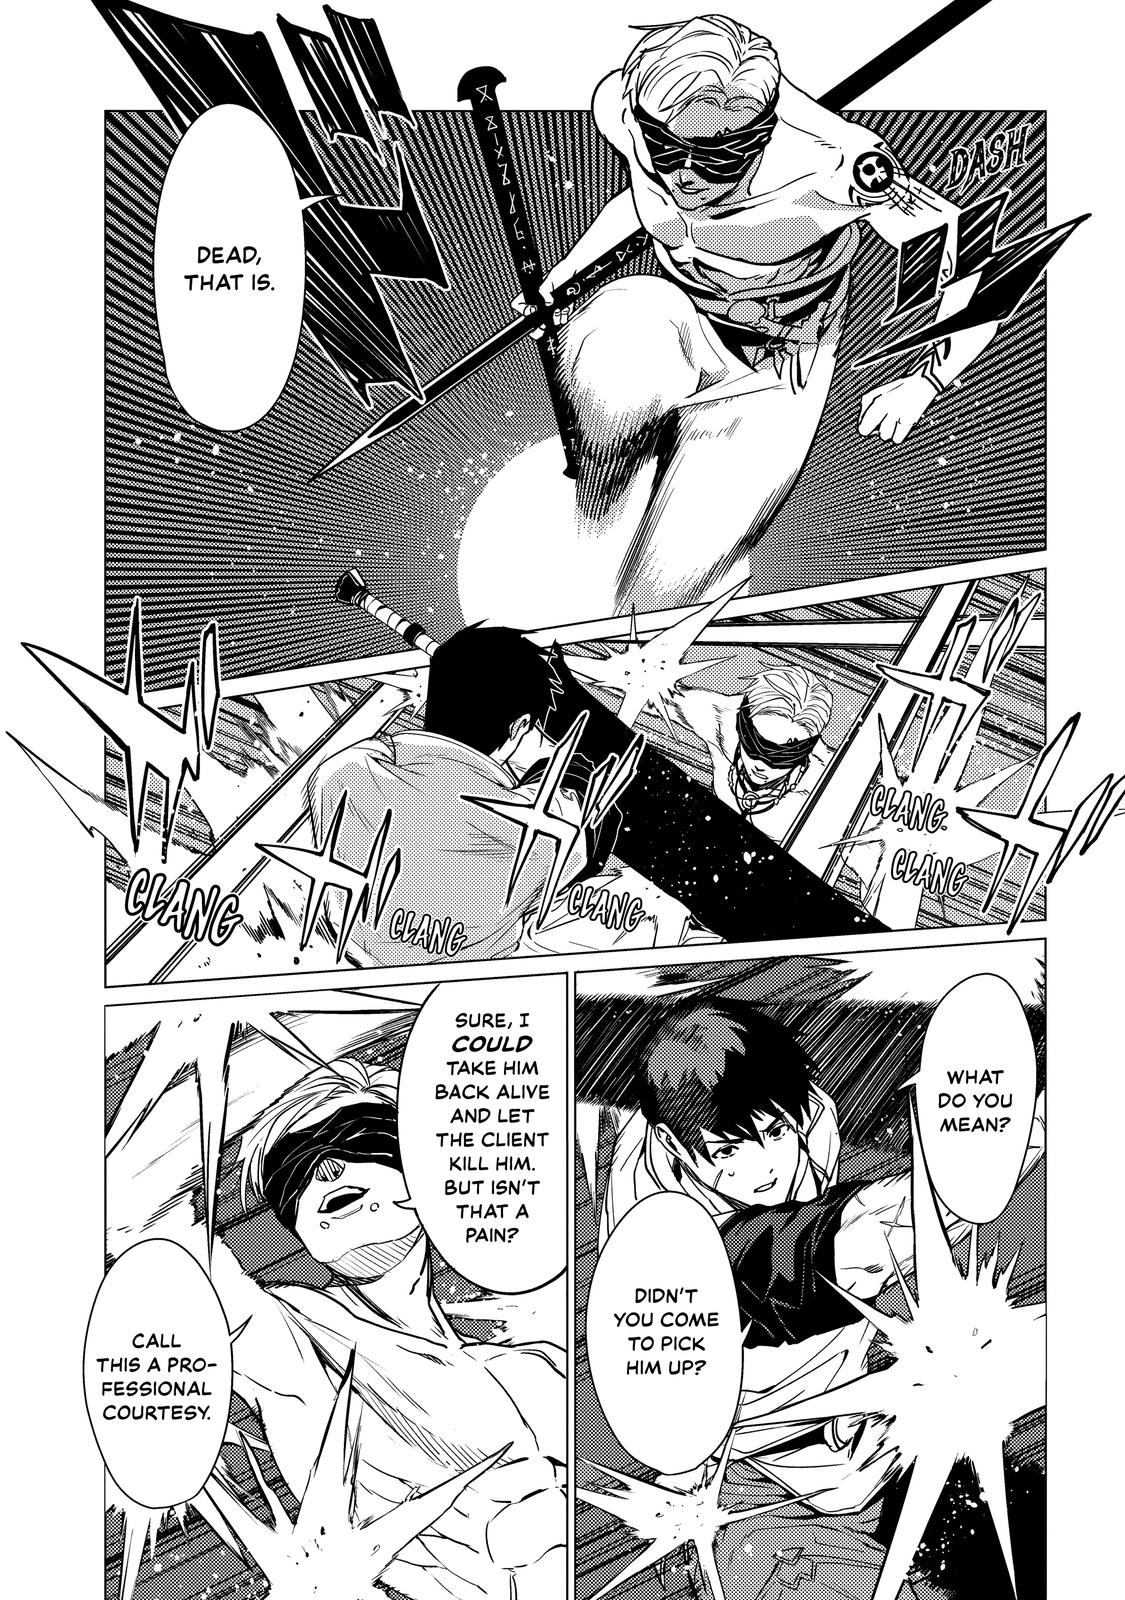 DEAD,
THAT IS.
DASH
CLANG
CLANG
CLANG
CLANG
CLANG
WHAT
DO YOU
MEAN?
DIDN'T
YOU COME
TO PICK
HIM UP?
SURE, I
COULD
TAKE HIM
BACK ALIVE
AND LET
THE CLIENT
KILL HIM.
BUT ISN'T
THAT A
PAIN?
CALL
THIS A PRO-
FESSIONAL
COURTESY.